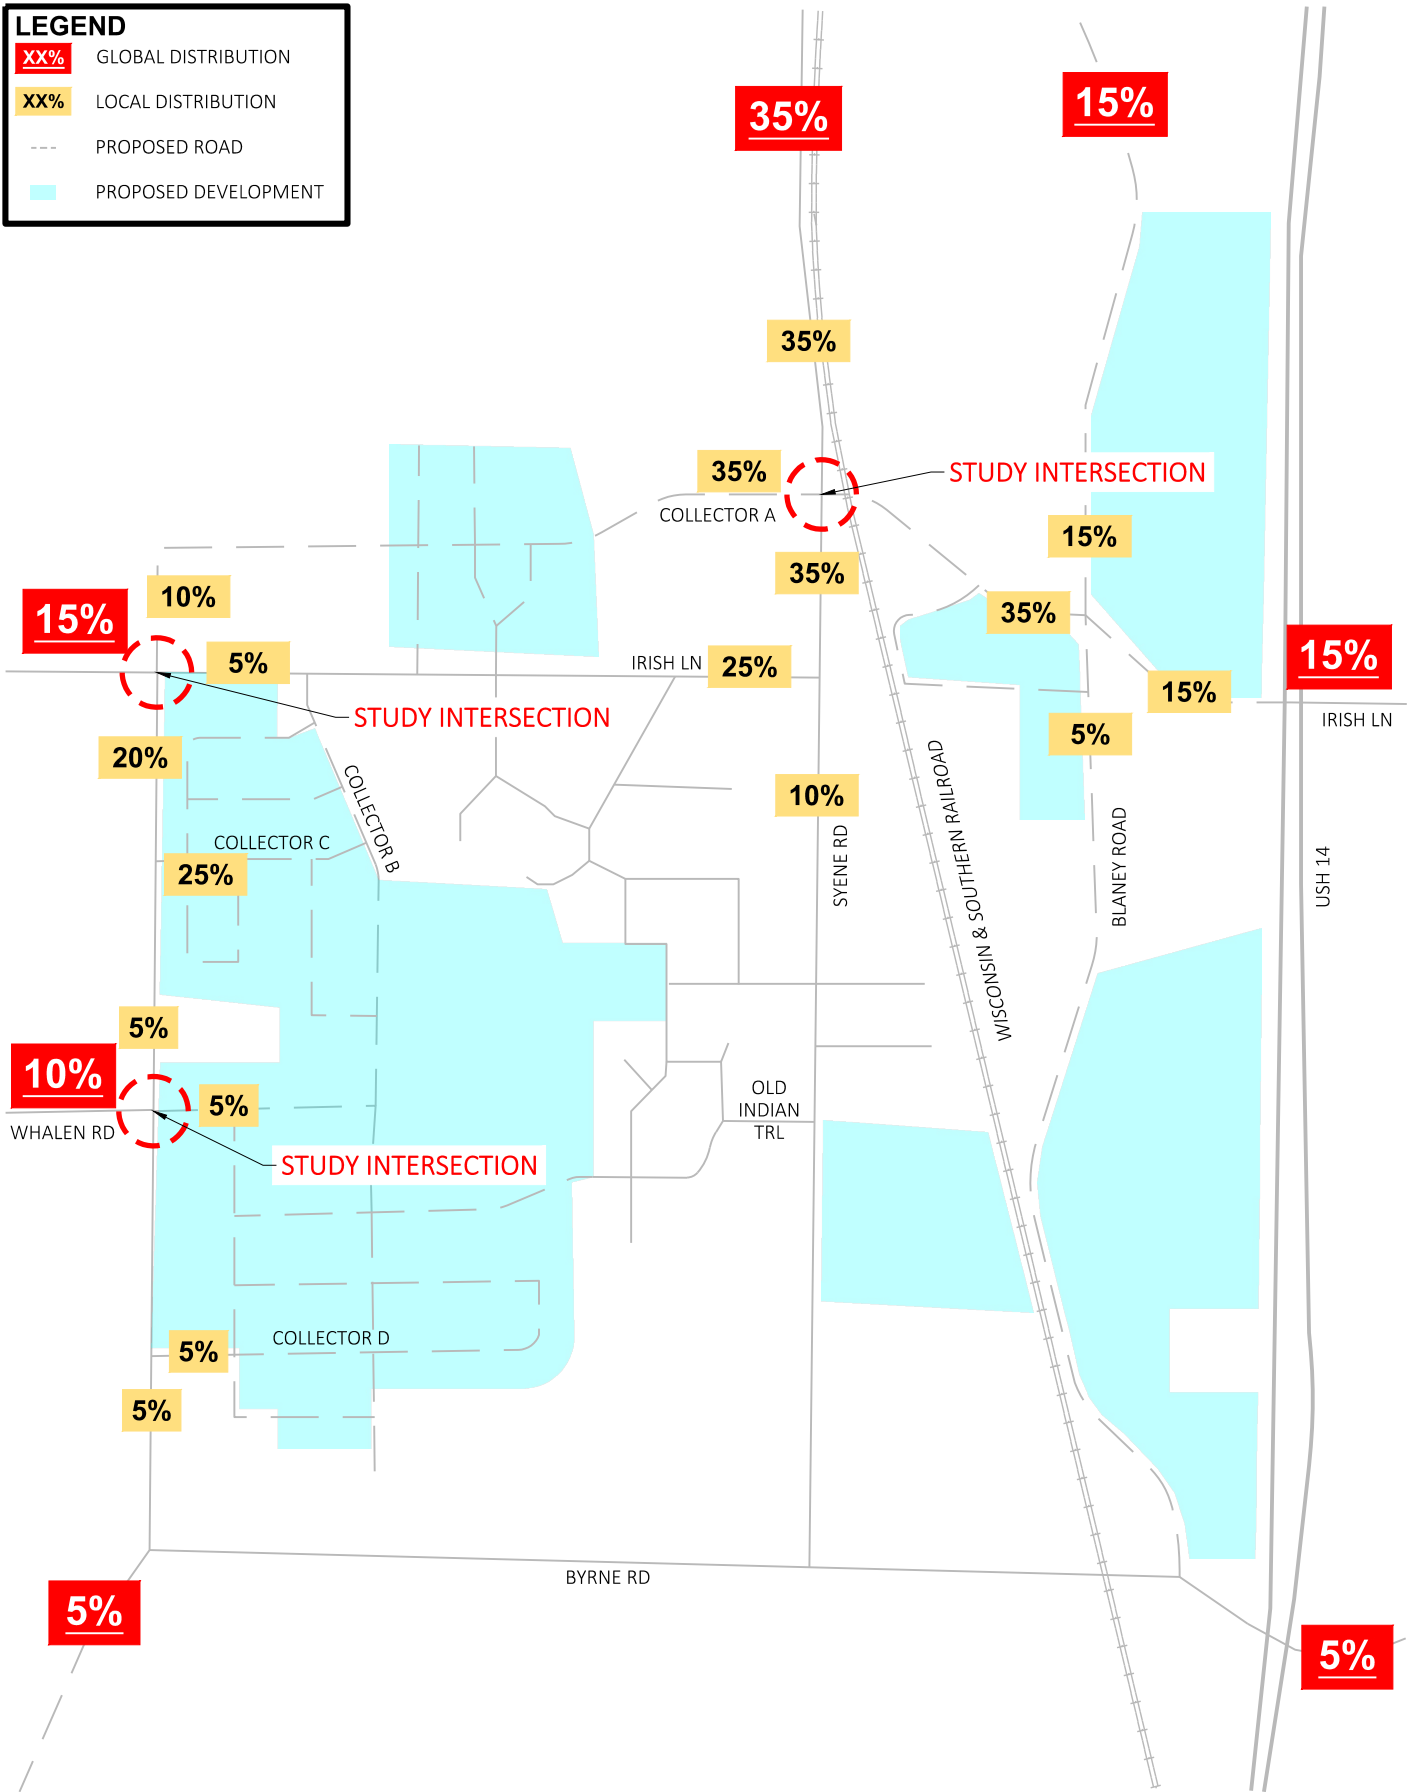 LEGEND
XX% GLOBAL DISTRIBUTION
XX% LOCAL DISTRIBUTION
PROPOSED ROAD
PROPOSED DEVELOPMENT
35%
15%
35%
35%
STUDY INTERSECTION
COLLECTOR A
15%
35%
10%
15%
35%
5%
IRISH LN
25%
15%
15%
IRISH LN
STUDY INTERSECTION
5%
20%
COLLECTOR B
10%
WISCONSIN & SOUTHERN RAILROAD
COLLECTOR C
25%
SYENE RD
BLANEY ROAD
USH 14
5%
10%
5%
WHALEN RD
OLD
INDIAN
TRL
STUDY INTERSECTION
COLLECTOR D
5%
5%
BYRNE RD
5%
5%